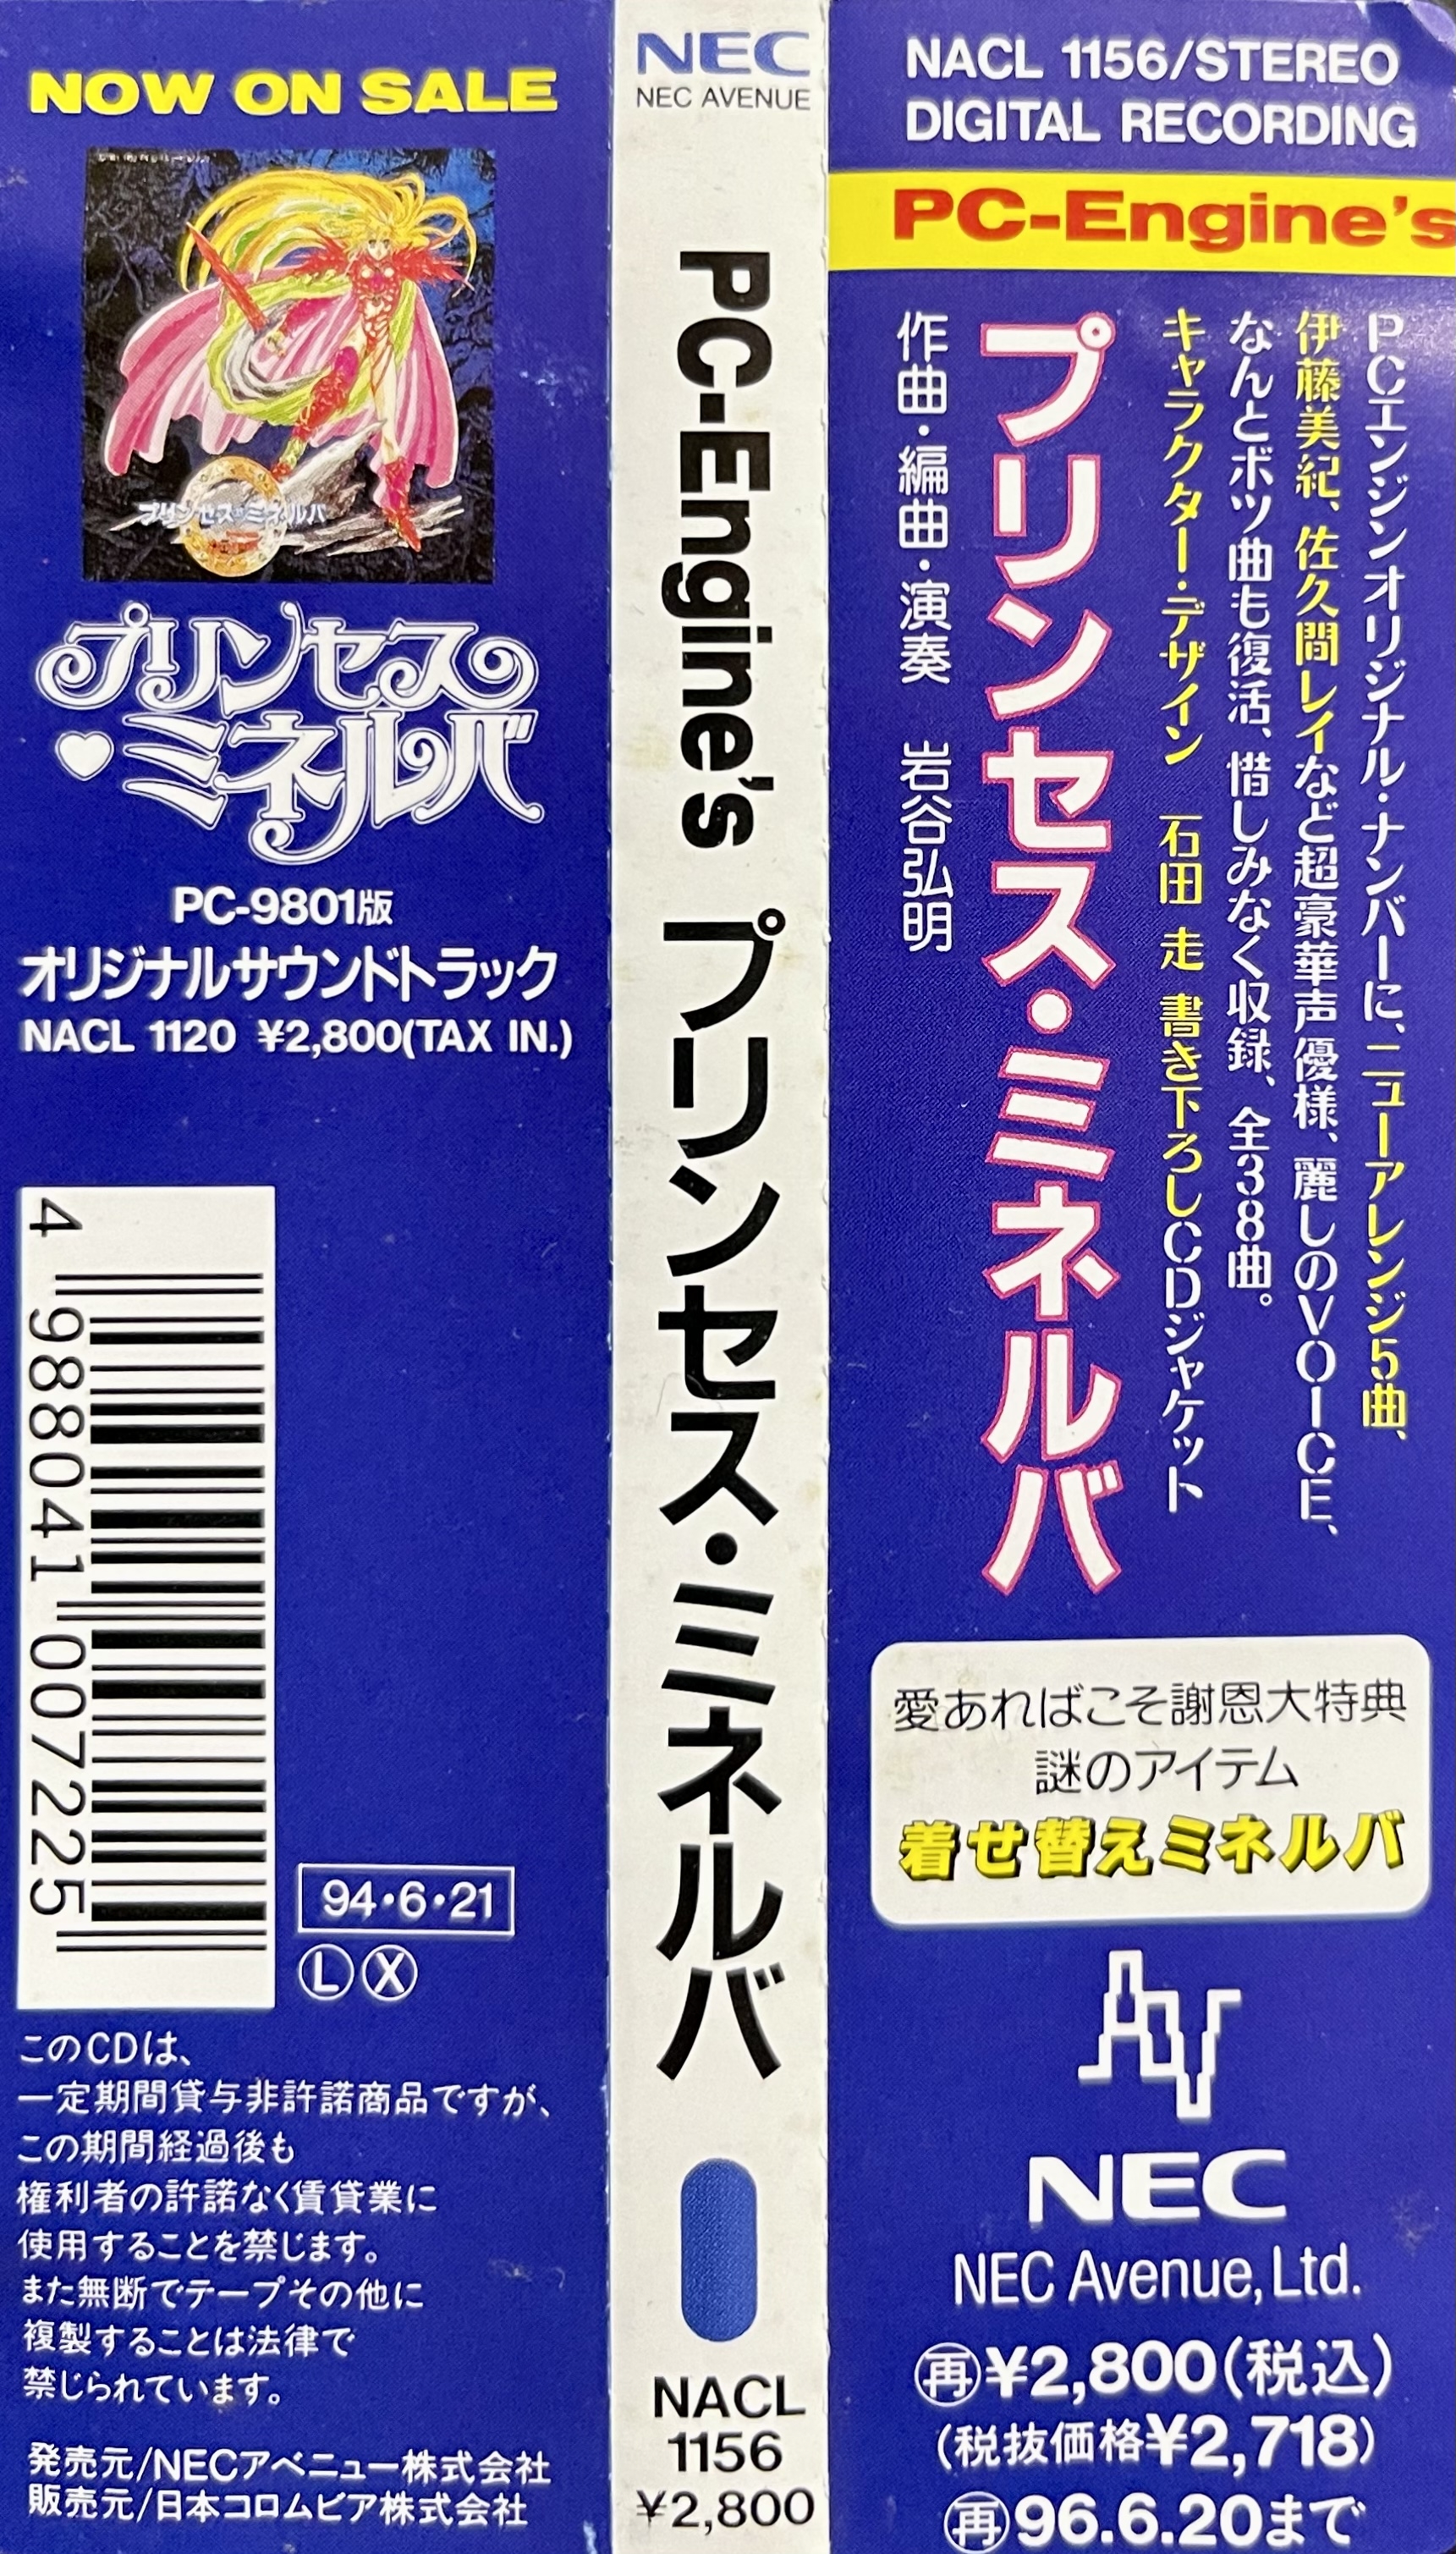 NOW ON SALE
プリンセス・ミネルバ
プリンセス
♥ミネルバ
PC-9801版
オリジナルサウンドトラック
NACL 1120 ¥2,800(TAX IN.)
4 988041 007225
94・6・21
Ⓛ Ⓧ
このCDは、
一定期間貸与非許諾商品ですが、
この期間経過後も
権利者の許諾なく賃貸業に
使用することを禁じます。
また無断でテープその他に
複製することは法律で
禁じられています。
発売元/NECアベニュー株式会社
販売元/日本コロムビア株式会社
NEC
NEC AVENUE
PC-Engine's プリンセス・ミネルバ
NACL
1156
¥2,800
NACL 1156/STEREO
DIGITAL RECORDING
PC-Engine's
PCエンジンオリジナル・ナンバーに、ニューアレンジ5曲、
伊藤美紀、佐久間レイなど超豪華声優様、麗しのVOICE、
なんとボツ曲も復活、惜しみなく収録、全38曲。
キャラクター・デザイン 石田 走 書き下ろしCDジャケット
プリンセス・ミネルバ
作曲・編曲・演奏 岩谷弘明
愛あればこそ謝恩大特典
謎のアイテム
着せ替えミネルバ
NEC
NEC Avenue, Ltd.
再¥2,800(税込)
(税抜価格¥2,718)
再96.6.20まで